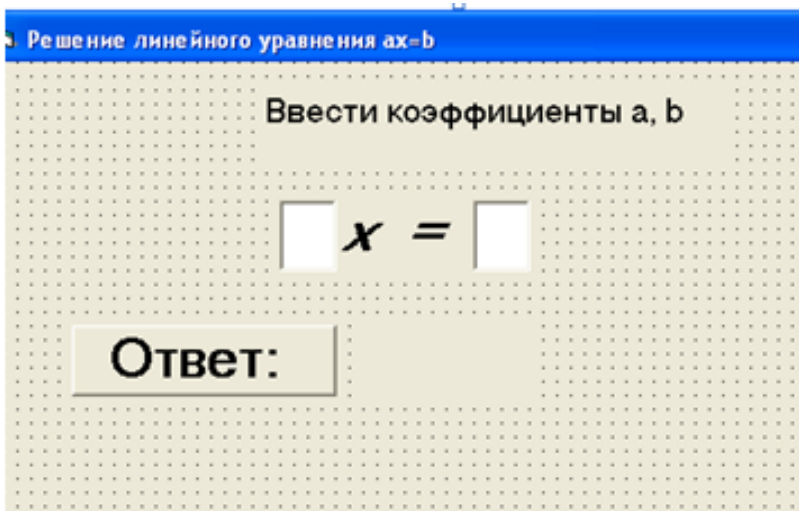 Решение линейного уравнения ax=b
Ввести коэффициенты a, b
x =
Ответ: